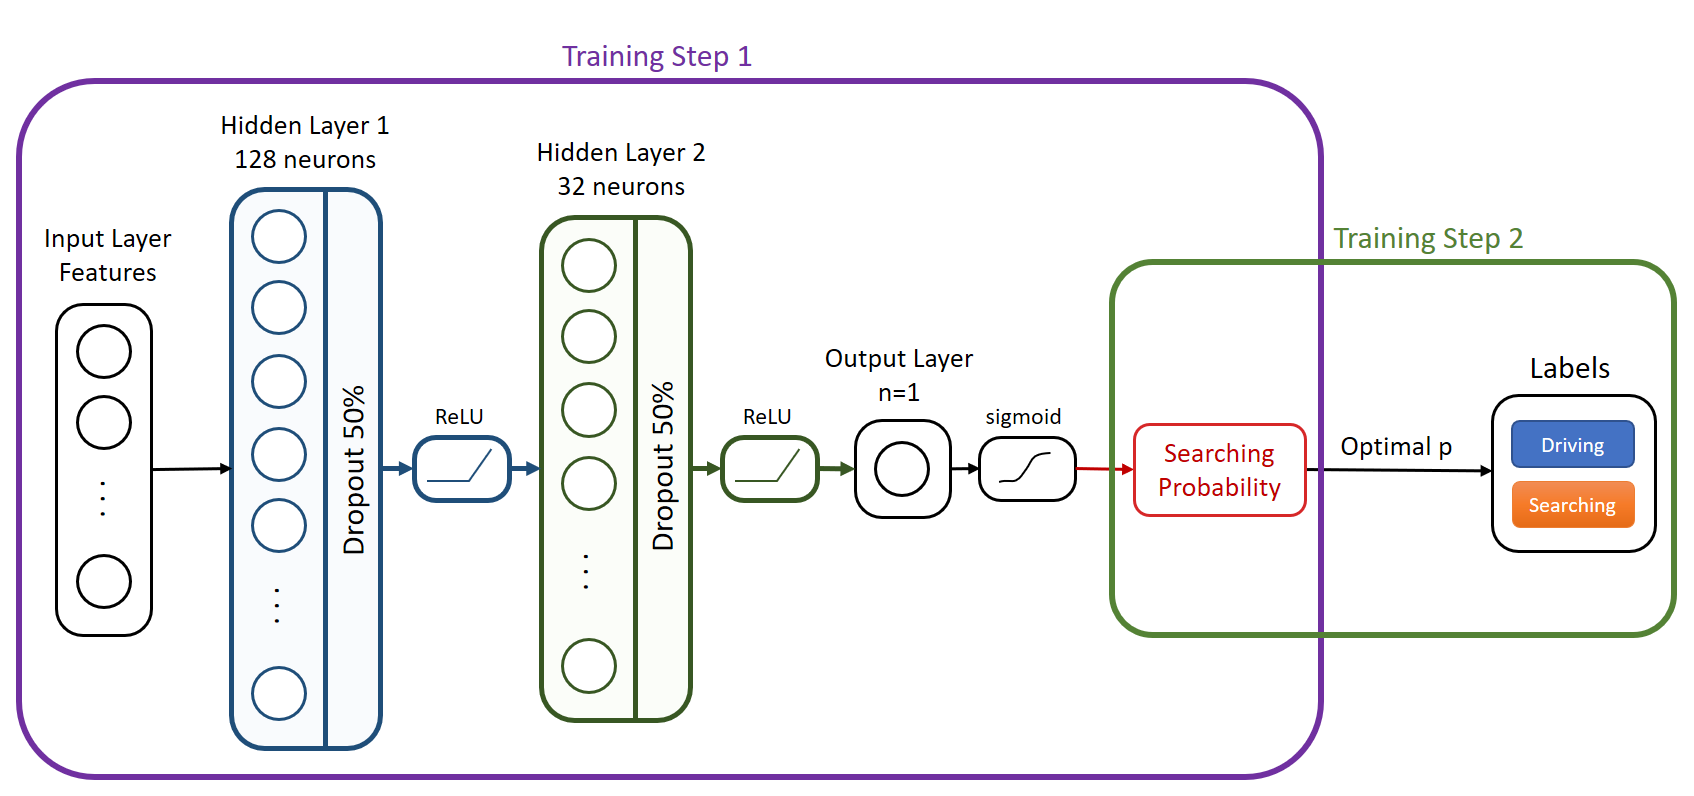 Training Step 1
Hidden Layer 1
128 neurons
Hidden Layer 2
32 neurons
Input Layer
Features
Training Step 2
Dropout 50%
ReLU
Dropout 50%
ReLU
Output Layer
n=1
sigmoid
Searching
Probability
Optimal p
Labels
Driving
Searching